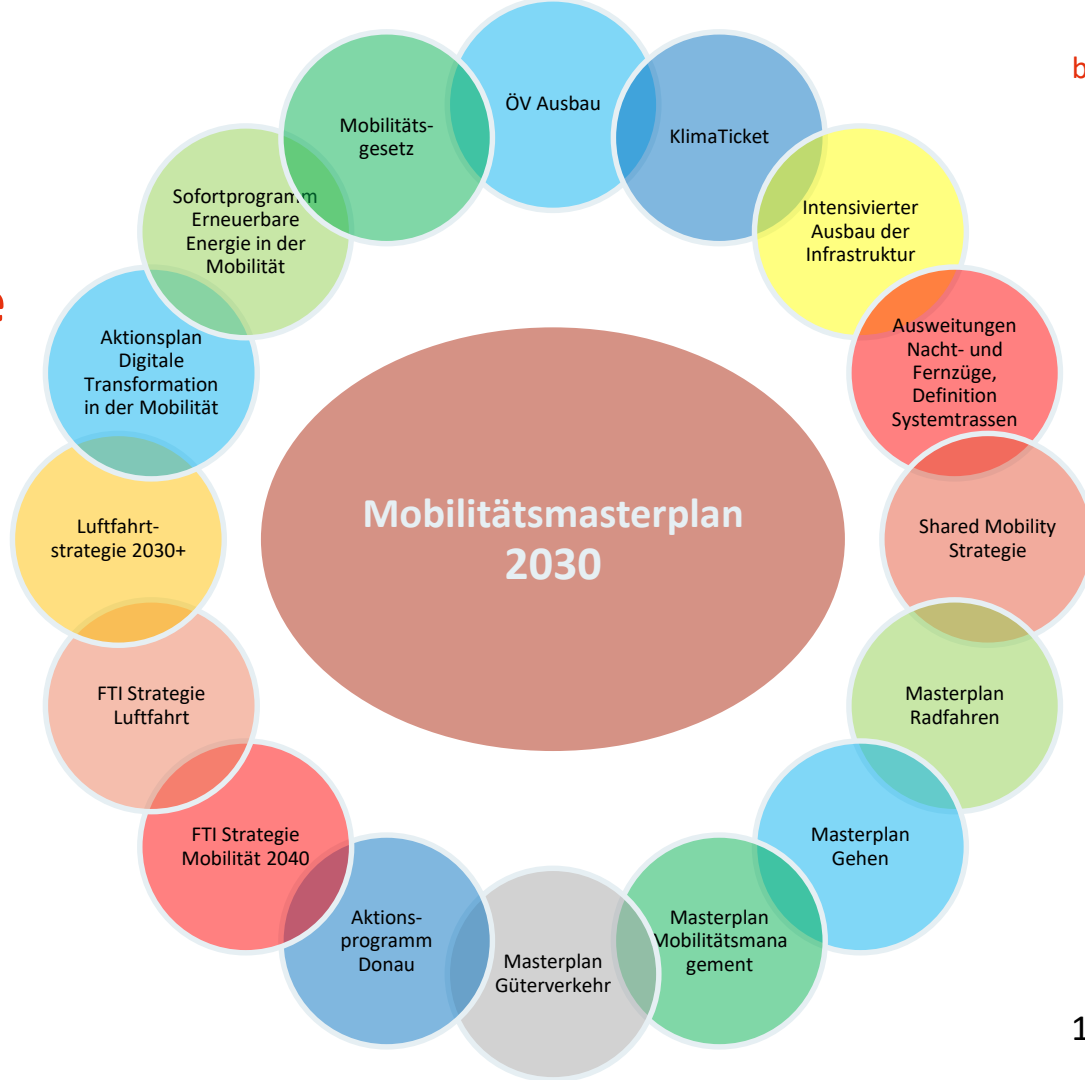 ÖV Ausbau
KlimaTicket
Intensivierter
Ausbau der
Infrastruktur
Ausweitungen
Nacht- und
Fernzüge,
Definition
Systemtrassen
Shared Mobility
Strategie
Masterplan
Radfahren
Masterplan
Gehen
Masterplan
Mobilitätsmana
gement
Masterplan
Güterverkehr
Aktions-
programm
Donau
FTI Strategie
Mobilität 2040
FTI Strategie
Luftfahrt
Luftfahrt-
strategie 2030+
Aktionsplan
Digitale
Transformation
in der Mobilität
Sofortprogramm
Erneuerbare
Energie in der
Mobilität
Mobilitäts-
gesetz
Mobilitätsmasterplan
2030
b
e
1